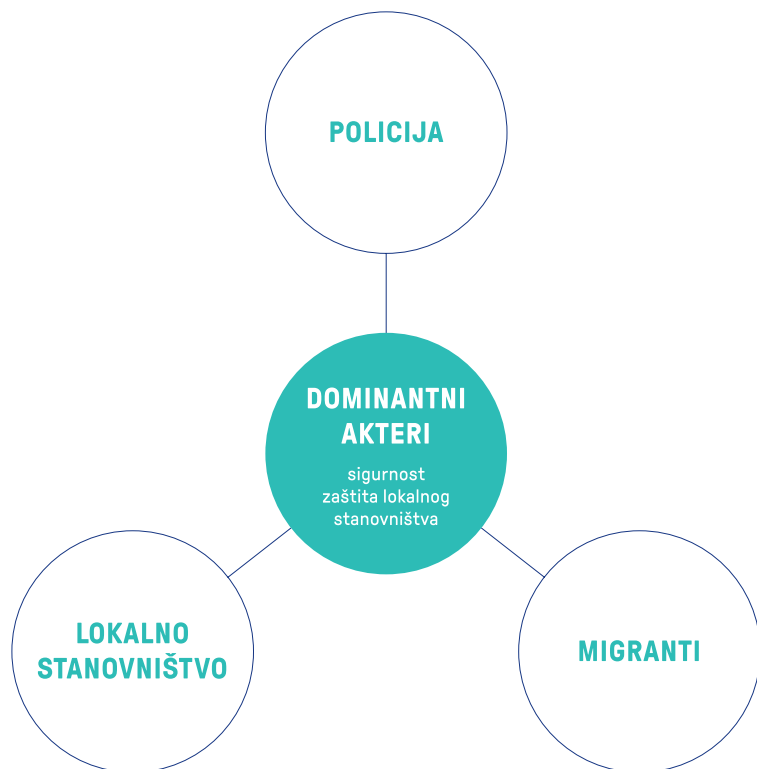 POLICIJA
DOMINANTNI
AKTERI
sigurnost
zaštita lokalnog
stanovništva
LOKALNO
STANOVNIŠTVO
MIGRANTI